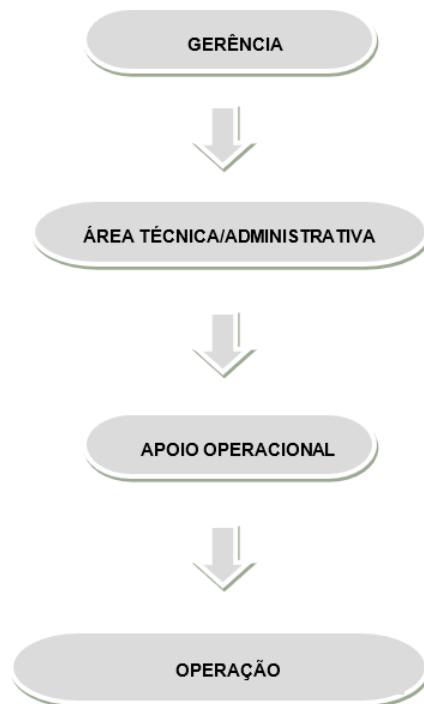 GERÊNCIA
ÁREA TÉCNICA/ADMINISTRATIVA
APOIO OPERACIONAL
OPERAÇÃO